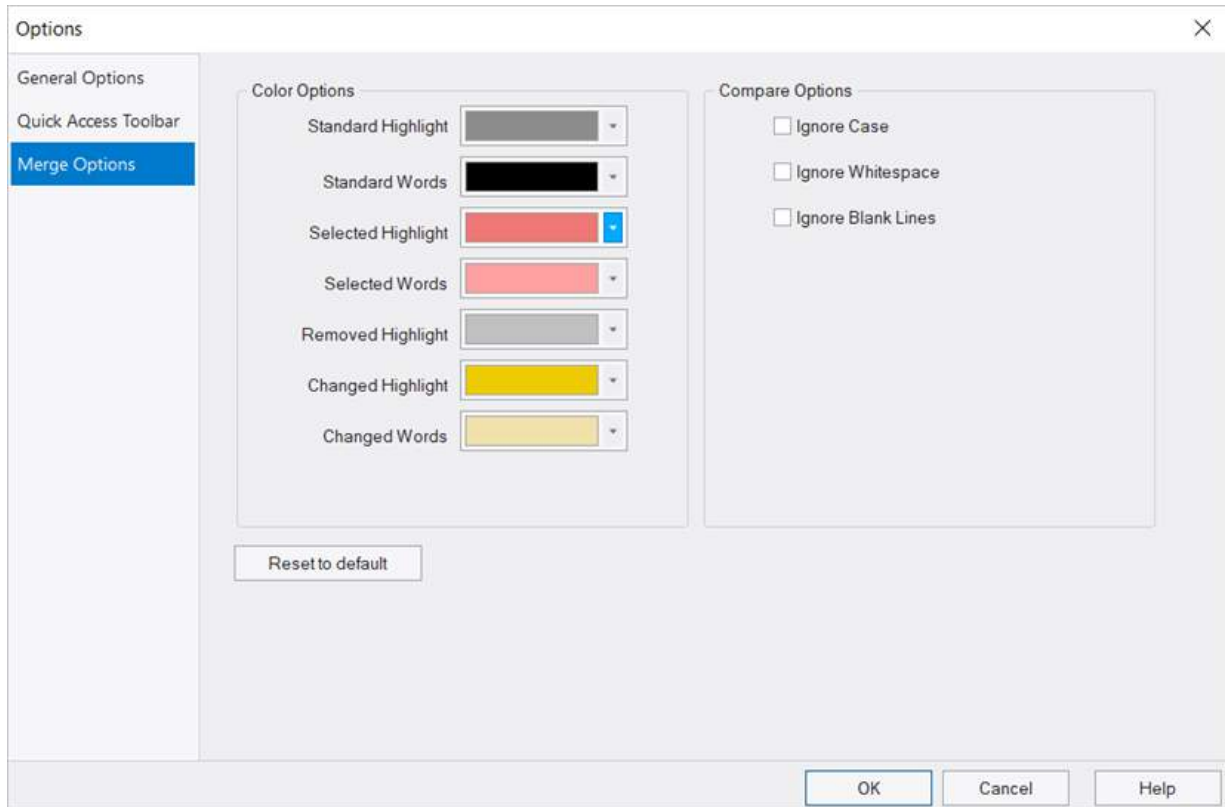 Options
General Options
Quick Access Toolbar
Merge Options
Color Options
Standard Highlight
Standard Words
Selected Highlight
Selected Words
Removed Highlight
Changed Highlight
Changed Words
Reset to default
Compare Options
Ignore Case
Ignore Whitespace
Ignore Blank Lines
OK
Cancel
Help